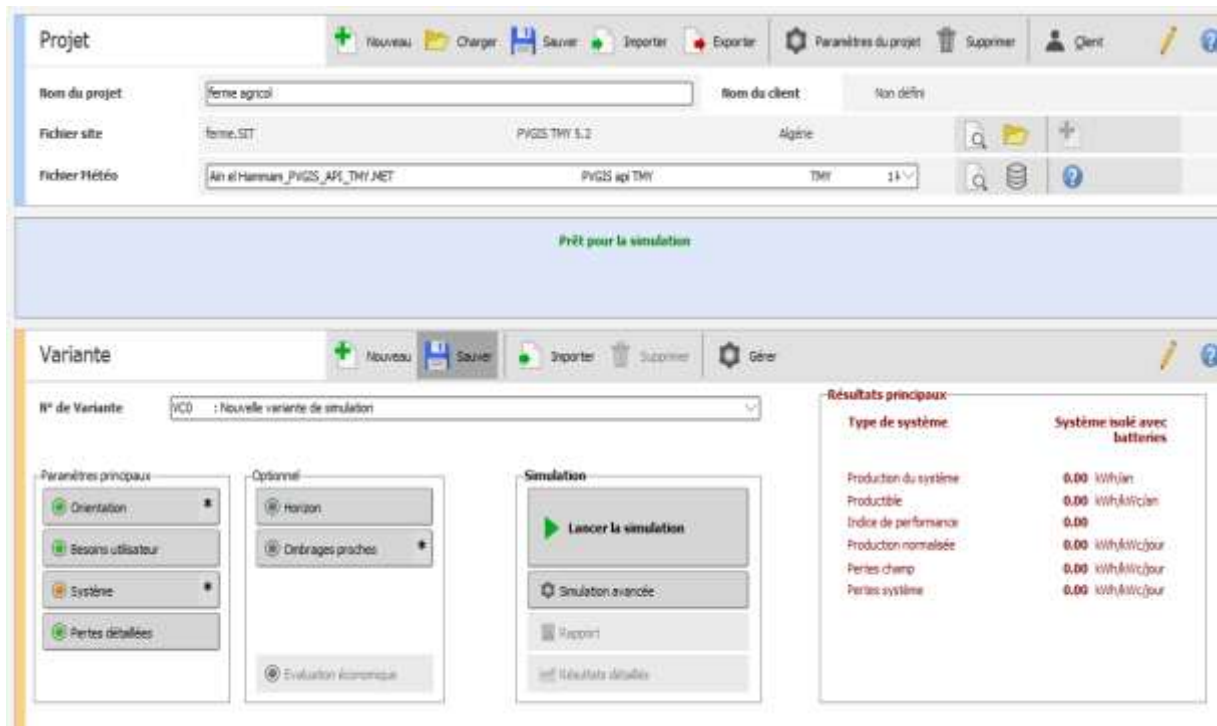 Projet Nouveau Charger Sauver Importer Exporter Paramètres du projet Supprimer Client
Nom du projet ferme agricol Nom du client Non défini
Fichier site ferme.SIT PVGIS TMY 5.2 Algérie
Fichier Météo Ain el Hammam_PVGIS_API_TMY.MET PVGIS api TMY TMY
Prêt pour la simulation
Variante Nouveau Sauver Importer Supprimer Gérer
N° de Variante VC0 : Nouvelle variante de simulation
Résultats principaux
Type de système Système isolé avec
batteries
Paramètres principaux Optionnel Simulation
Production du système 0.00 kWh/an
Orientation * Horizon
Productible 0.00 kWh/kWc/an
Lancer la simulation
Indice de performance 0.00
Besoins utilisateur Ombrages proches *
Production normalisée 0.00 kWh/kWc/jour
Pertes champ 0.00 kWh/kWc/jour
Système * Simulation avancée
Pertes système 0.00 kWh/kWc/jour
Pertes détaillées Rapport
Evaluation économique Résultats détaillés